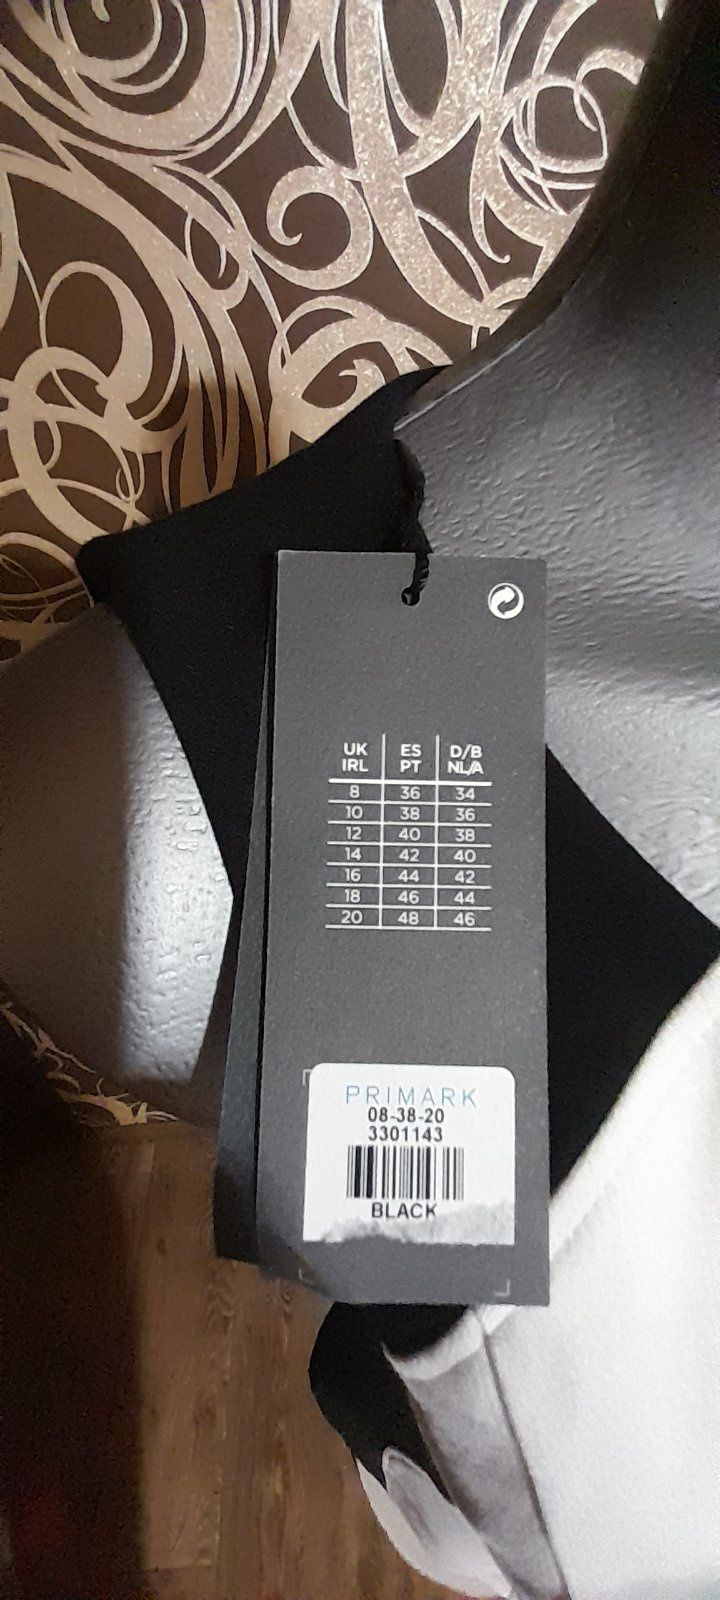 UK ES D/B
IRL PT NL/A
8 36 34
10 38 36
12 40 38
14 42 40
16 44 42
18 46 44
20 48 46
PRIMARK
08-38-20
3301143
BLACK